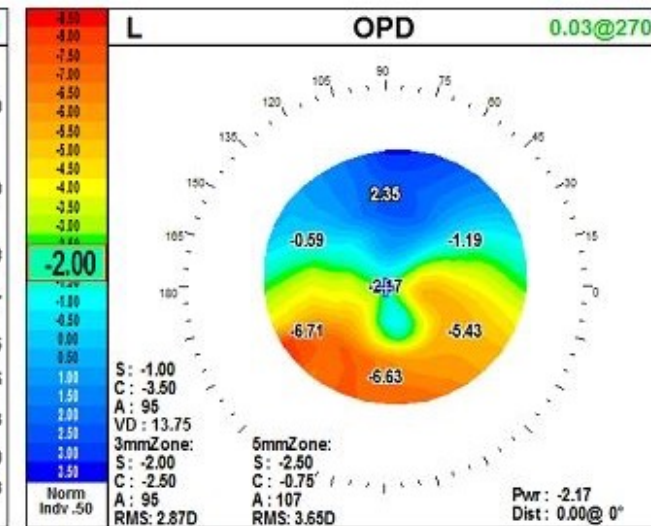 L OPD 0.03@270
-8.50
-8.00
-7.50
-7.00
-6.50
-6.00
-5.50
-5.00
-4.50
-4.00
-3.50
-3.00
-2.00
-1.00
-0.50
0.00
0.50
1.00
1.50
2.00
2.50
3.00
3.50
Norm
Indv .50
90
105 75
120 60
135 45
150 30
165 15
180 0
2.35
-0.59 -1.19
-2.17
-6.71 -5.43
-6.63
S: -1.00
C: -3.50
A: 95
VD: 13.75
3mmZone: 5mmZone:
S: -2.00 S: -2.50
C: -2.50 C: -0.75
A: 95 A: 107
RMS: 2.87D RMS: 3.65D
Pwr: -2.17
Dist: 0.00@ 0°